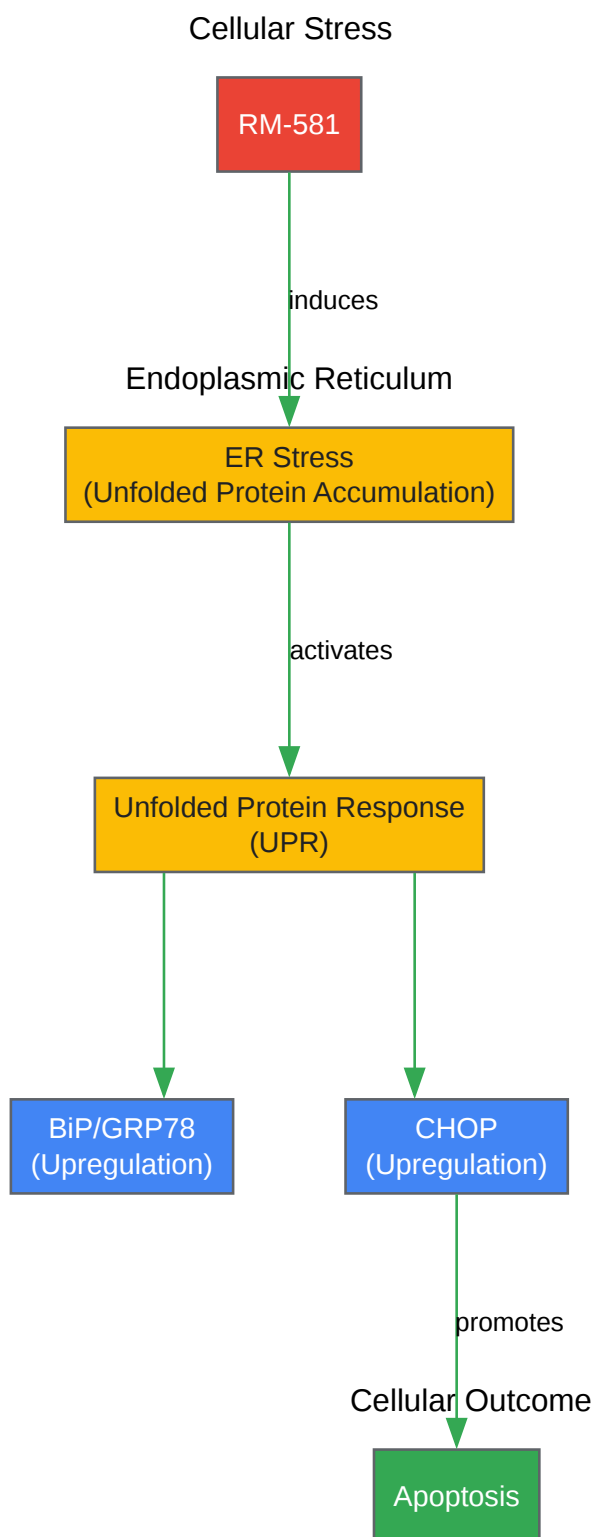 Cellular Stress
RM-581
induces
Endoplasmic Reticulum
ER Stress
(Unfolded Protein Accumulation)
activates
Unfolded Protein Response
(UPR)
BiP/GRP78
(Upregulation)
CHOP
(Upregulation)
promotes
Cellular Outcome
Apoptosis